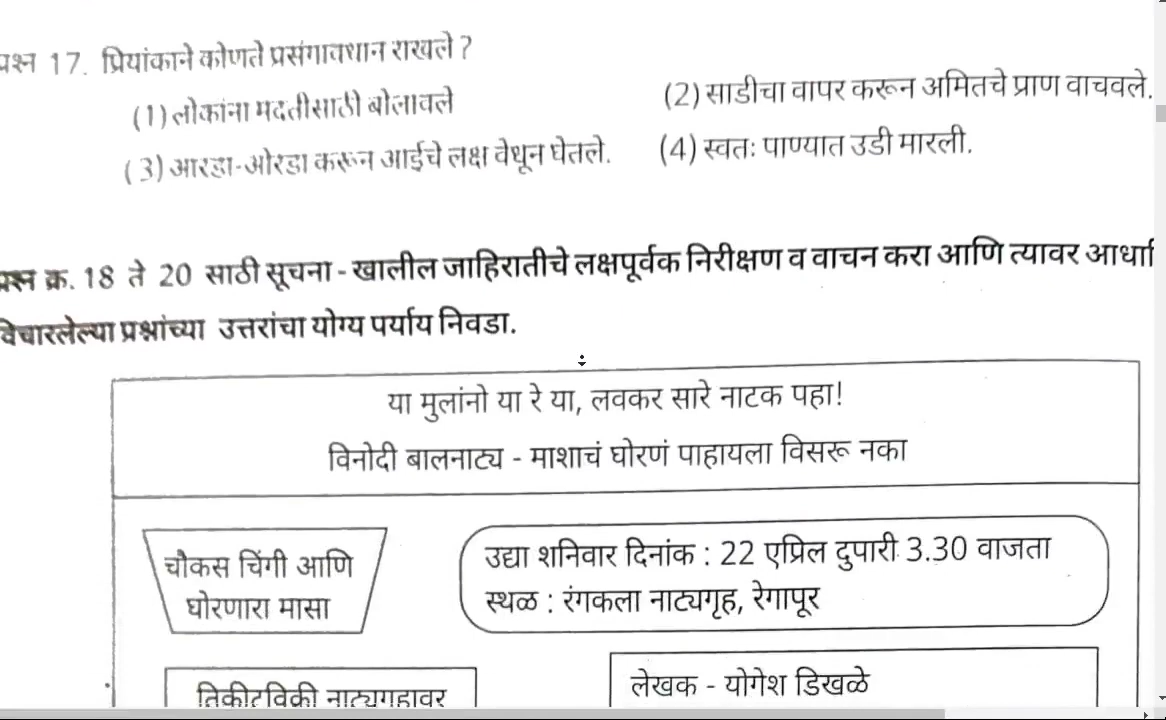 प्रश्न 17. प्रियांकाने कोणते प्रसंगावधान राखले ?
(1) लोकांना मदतीसाठी बोलावले
(2) साडीचा वापर करून अमितचे प्राण वाचवले.
(3) आरडा-ओरडा करून आईचे लक्ष वेधून घेतले.
(4) स्वतः पाण्यात उडी मारली.
प्रश्न क्र. 18 ते 20 साठी सूचना - खालील जाहिरातीचे लक्षपूर्वक निरीक्षण व वाचन करा आणि त्यावर
विचारलेल्या प्रश्नांच्या उत्तरांचा योग्य पर्याय निवडा.
या मुलांनो या रे या, लवकर सारे नाटक पहा!
विनोदी बालनाट्य - माशाचं घोरणं पाहायला विसरू नका
चौकस चिंगी आणि
घोरणारा मासा
उद्या शनिवार दिनांक : 22 एप्रिल दुपारी 3.30 वाजता
स्थळ : रंगकला नाट्यगृह, रेगापूर
तिकीटविक्री नाट्यगृहावर
लेखक - योगेश डिखळे